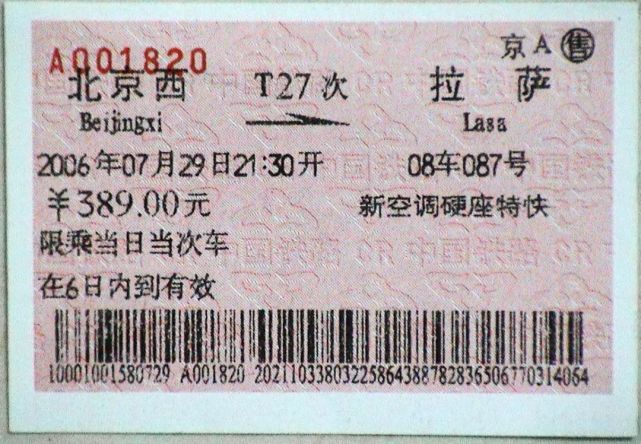 京A 售
A001820
北京西 T27次 拉萨
Beijingxi Lasa
2006年07月29日21:30开 08车087号
￥389.00元 新空调硬座特快
限乘当日当次车
在6日内到有效
10001001580729 A001820 20211033803225864388782836506770314064